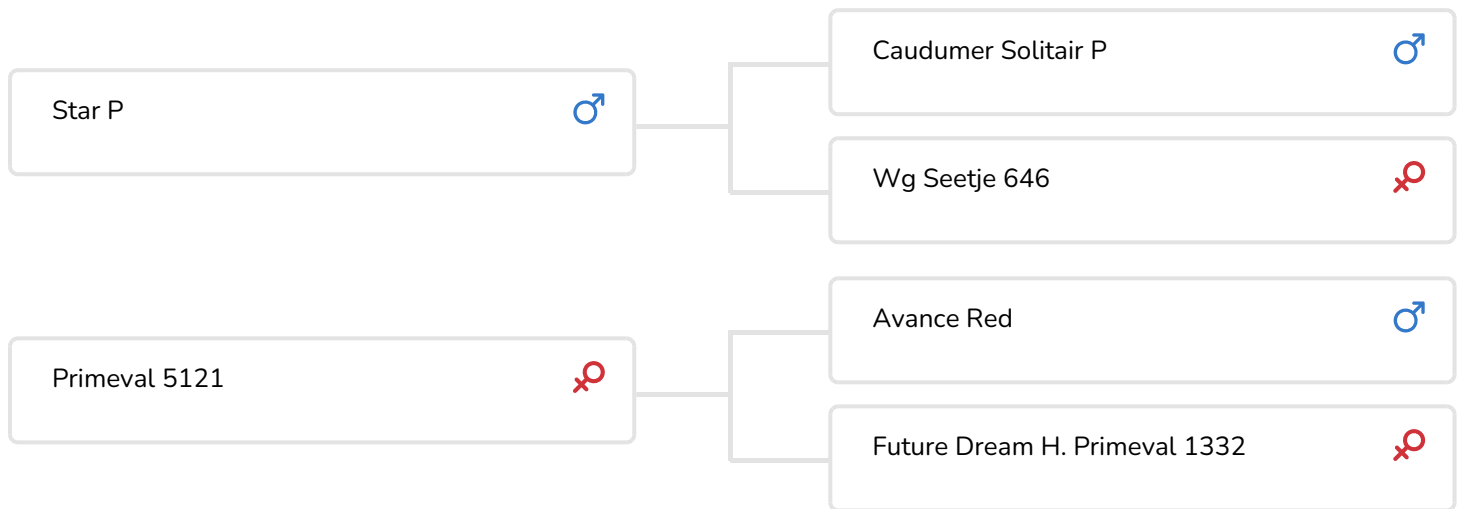 Star P
Caudumer Solitair P
Wg Seetje 646
Primeval 5121
Avance Red
Future Dream H. Primeval 1332